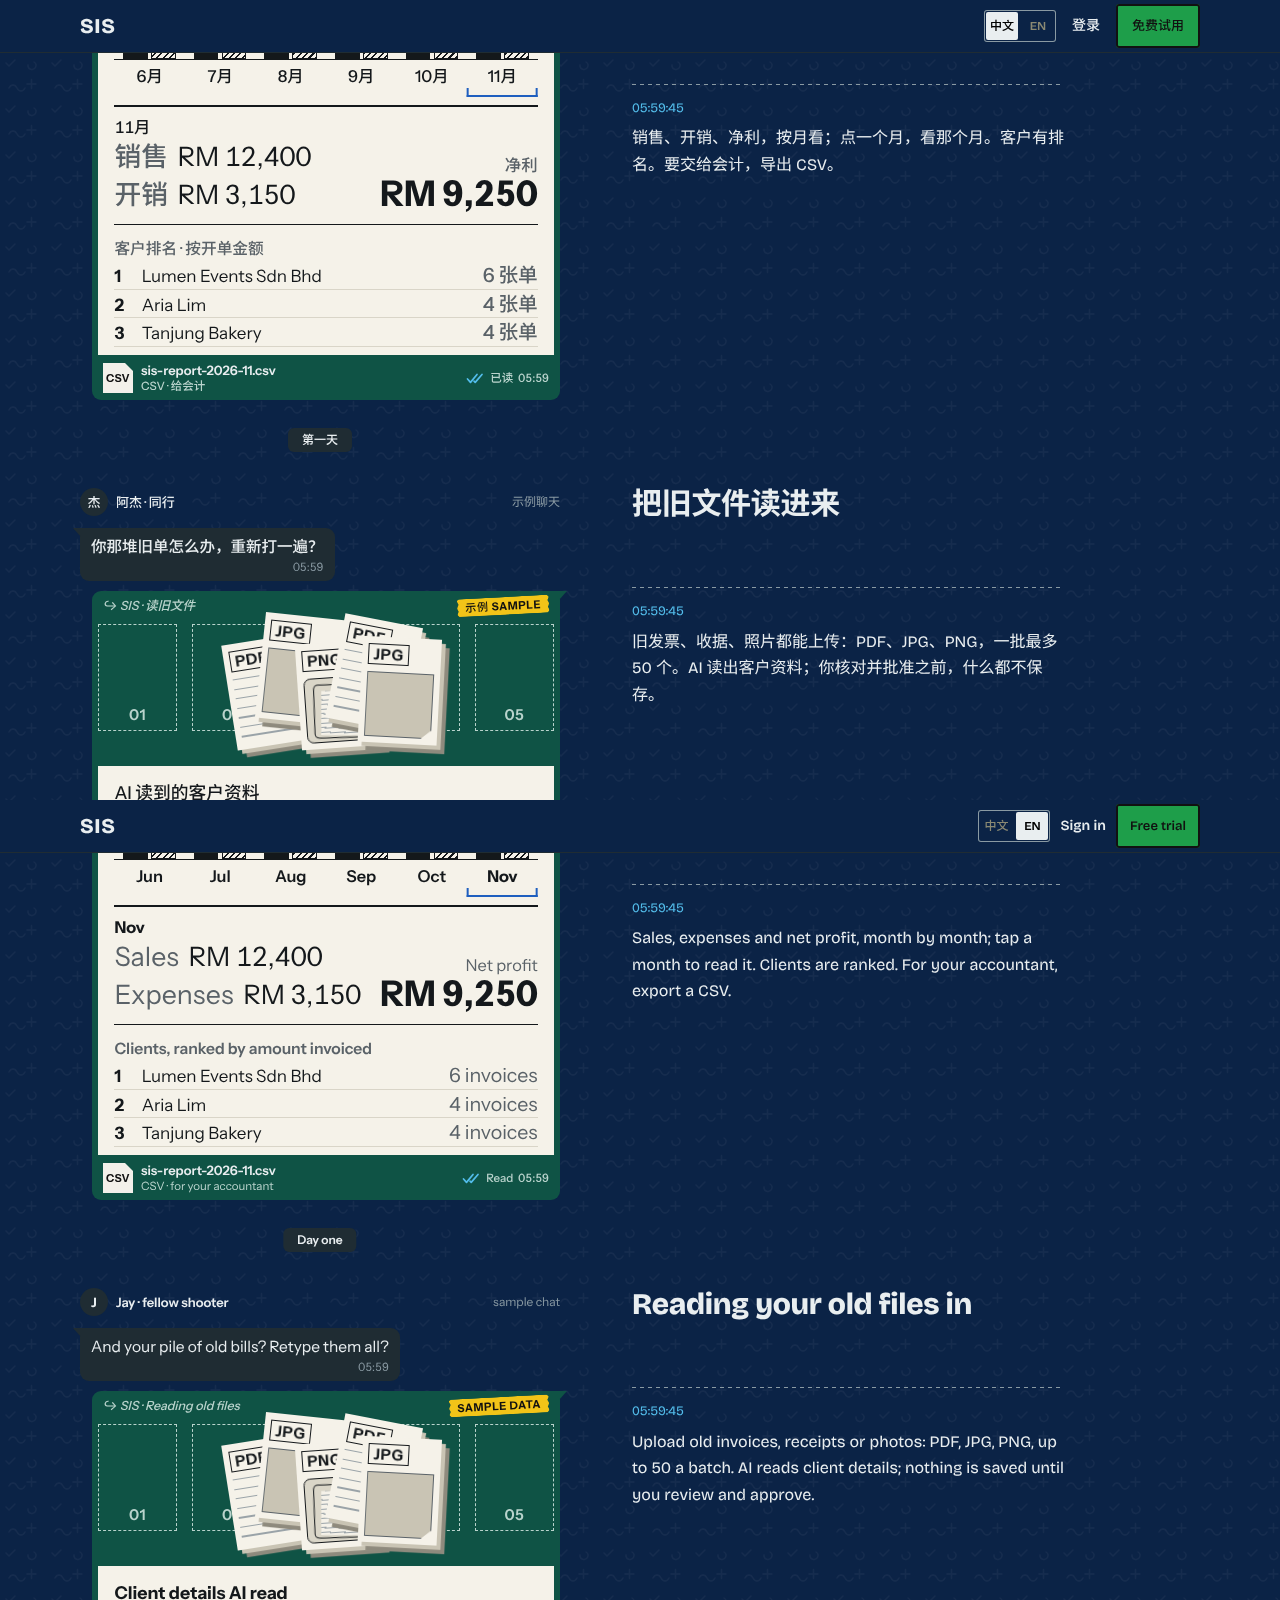 SIS
中文 EN 登录 免费试用
6月 7月 8月 9月 10月 11月
11月
销售 RM 12,400
开销 RM 3,150
净利
RM 9,250
客户排名·按开单金额
1 Lumen Events Sdn Bhd 6 张单
2 Aria Lim 4 张单
3 Tanjung Bakery 4 张单
CSV
sis-report-2026-11.csv
CSV·给会计
已读 05:59
05:59:45
销售、开销、净利，按月看；点一个月，看那个月。客户有排
名。要交给会计，导出 CSV。
第一天
杰 阿杰·同行 示例聊天
你那堆旧单怎么办，重新打一遍？
05:59
SIS·读旧文件
示例 SAMPLE
JPG
PNG
JPG
01
05
AI 读到的客户资料
把旧文件读进来
05:59:45
旧发票、收据、照片都能上传：PDF、JPG、PNG，一批最多
50 个。AI 读出客户资料；你核对并批准之前，什么都不保
存。
SIS
中文 EN Sign in Free trial
Jun Jul Aug Sep Oct Nov
Nov
Sales RM 12,400
Expenses RM 3,150
Net profit
RM 9,250
Clients, ranked by amount invoiced
1 Lumen Events Sdn Bhd 6 invoices
2 Aria Lim 4 invoices
3 Tanjung Bakery 4 invoices
CSV
sis-report-2026-11.csv
CSV·for your accountant
Read 05:59
05:59:45
Sales, expenses and net profit, month by month; tap a
month to read it. Clients are ranked. For your accountant,
export a CSV.
Day one
J Jay·fellow shooter sample chat
And your pile of old bills? Retype them all?
05:59
SIS·Reading old files
SAMPLE DATA
JPG
PNG
JPG
01
05
Client details AI read
Reading your old files in
05:59:45
Upload old invoices, receipts or photos: PDF, JPG, PNG, up
to 50 a batch. AI reads client details; nothing is saved until
you review and approve.